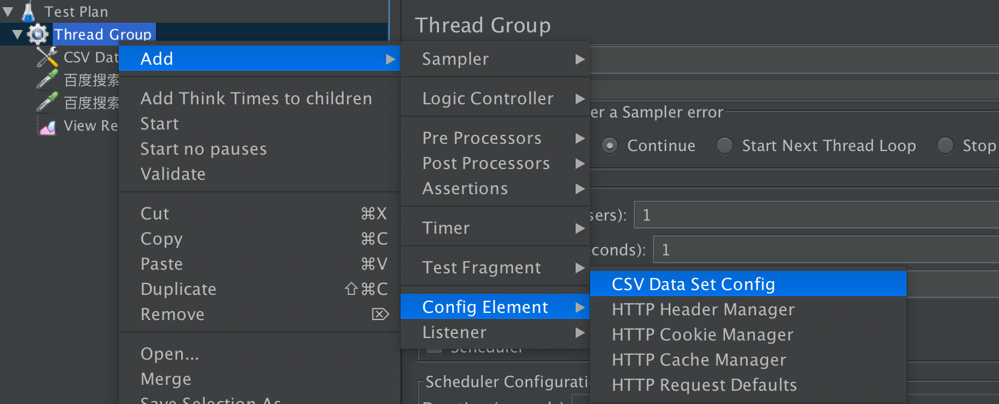 Test Plan
Thread Group
CSV Dat
百度搜索
百度搜索
View Re
Add
Add Think Times to children
Start
Start no pauses
Validate
Cut ⌘X
Copy ⌘C
Paste ⌘V
Duplicate ⇧⌘C
Remove ⌦
Open...
Merge
Save Selection As
Sampler
Logic Controller
Pre Processors
Post Processors
Assertions
Timer
Test Fragment
Config Element
Listener
CSV Data Set Config
HTTP Header Manager
HTTP Cookie Manager
HTTP Cache Manager
HTTP Request Defaults
Thread Group
er a Sampler error
Continue
Start Next Thread Loop
Stop
sers): 1
conds): 1
Scheduler
Scheduler Configurati